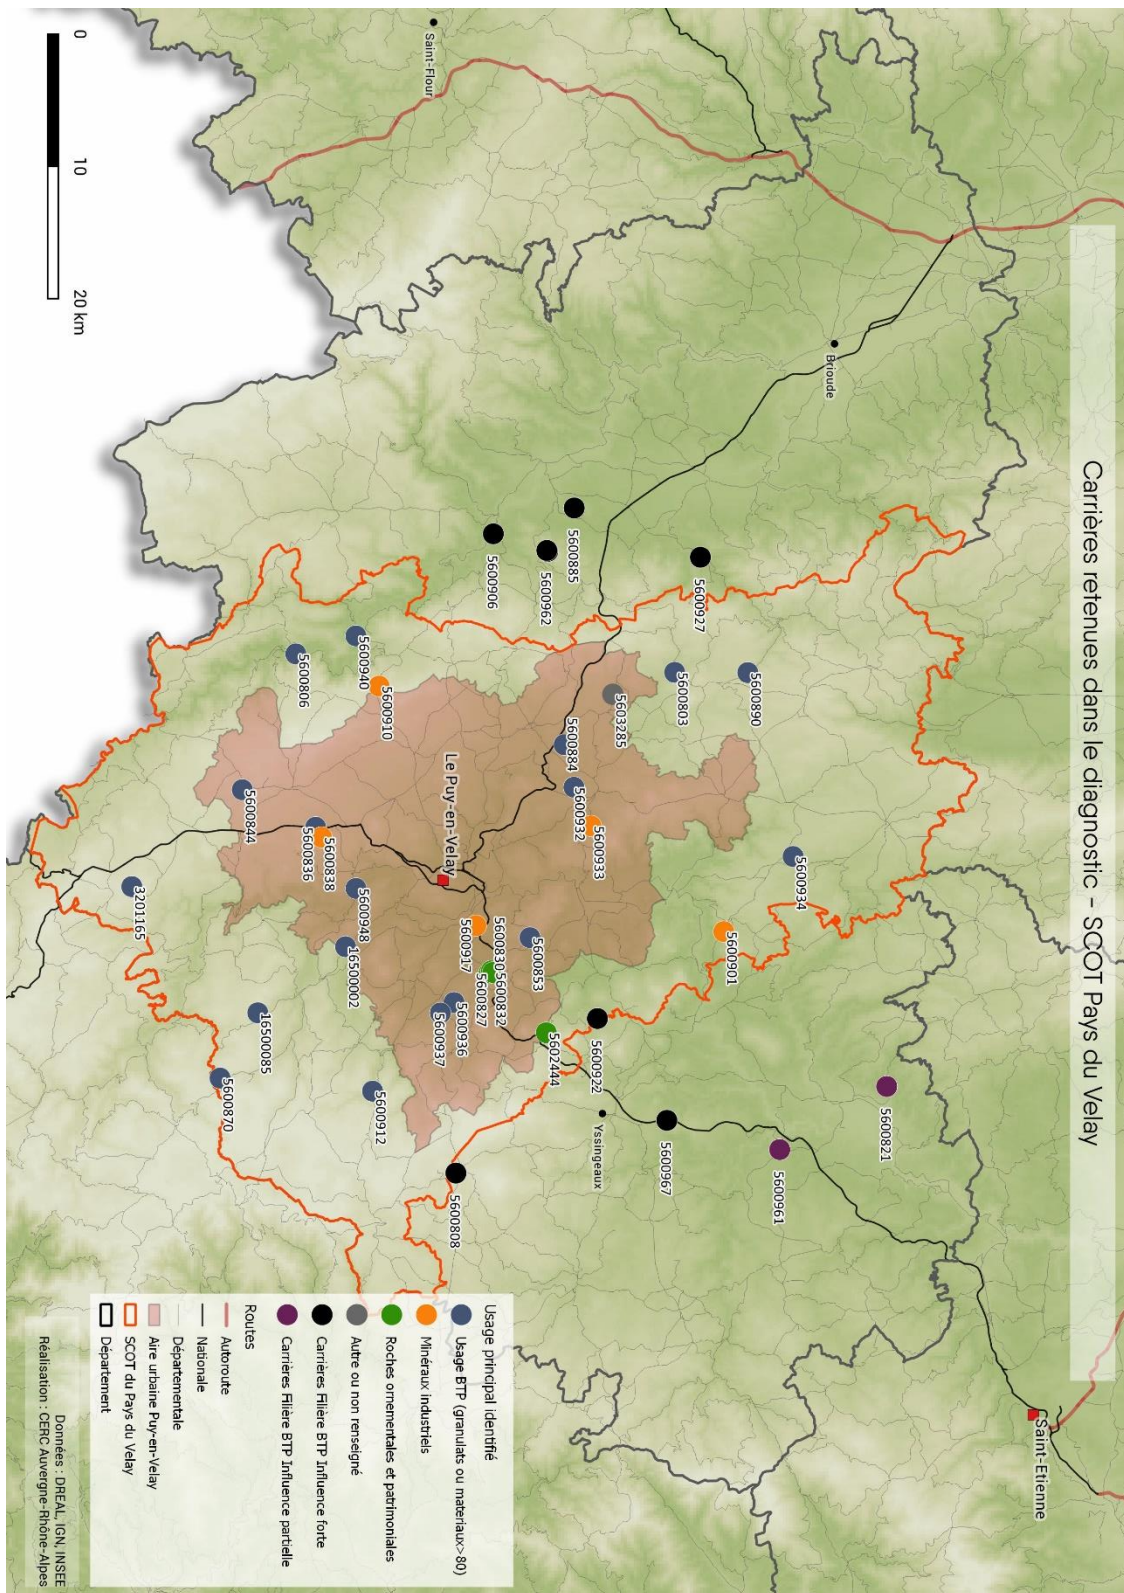 Carrières retenues dans le diagnostic - SCOT Pays du Velay
Saint-Etienne
5600821
5600961
Brioude
5600934
5600890
5600901
5600927
5600803
5600967
5603285
Yssingeaux
5600922
5600933
5600885
5600932
5600884
5600962
5602444
5600853
5600906
5600830
5600832
5600827
5600917
5600808
5600936
5600937
Le Puy-en-Velay
Saint-Flour
5600910
5600912
5600940
5600948
16500002
5600838
5600836
5600806
16500085
5600844
5600870
3201165
0 10 20 km
Usage principal identifié
Usage BTP (granulats ou materiaux>80)
Minéraux industriels
Roches ornementales et patrimoniales
Autre ou non renseigné
Carrières Filière BTP Influence forte
Carrières Filière BTP Influence partielle
Routes
Autoroute
Nationale
Départementale
Aire urbaine Puy-en-Velay
SCOT du Pays du Velay
Département
Données : DREAL, IGN, INSEE
Réalisation : CERC Auvergne-Rhône-Alpes